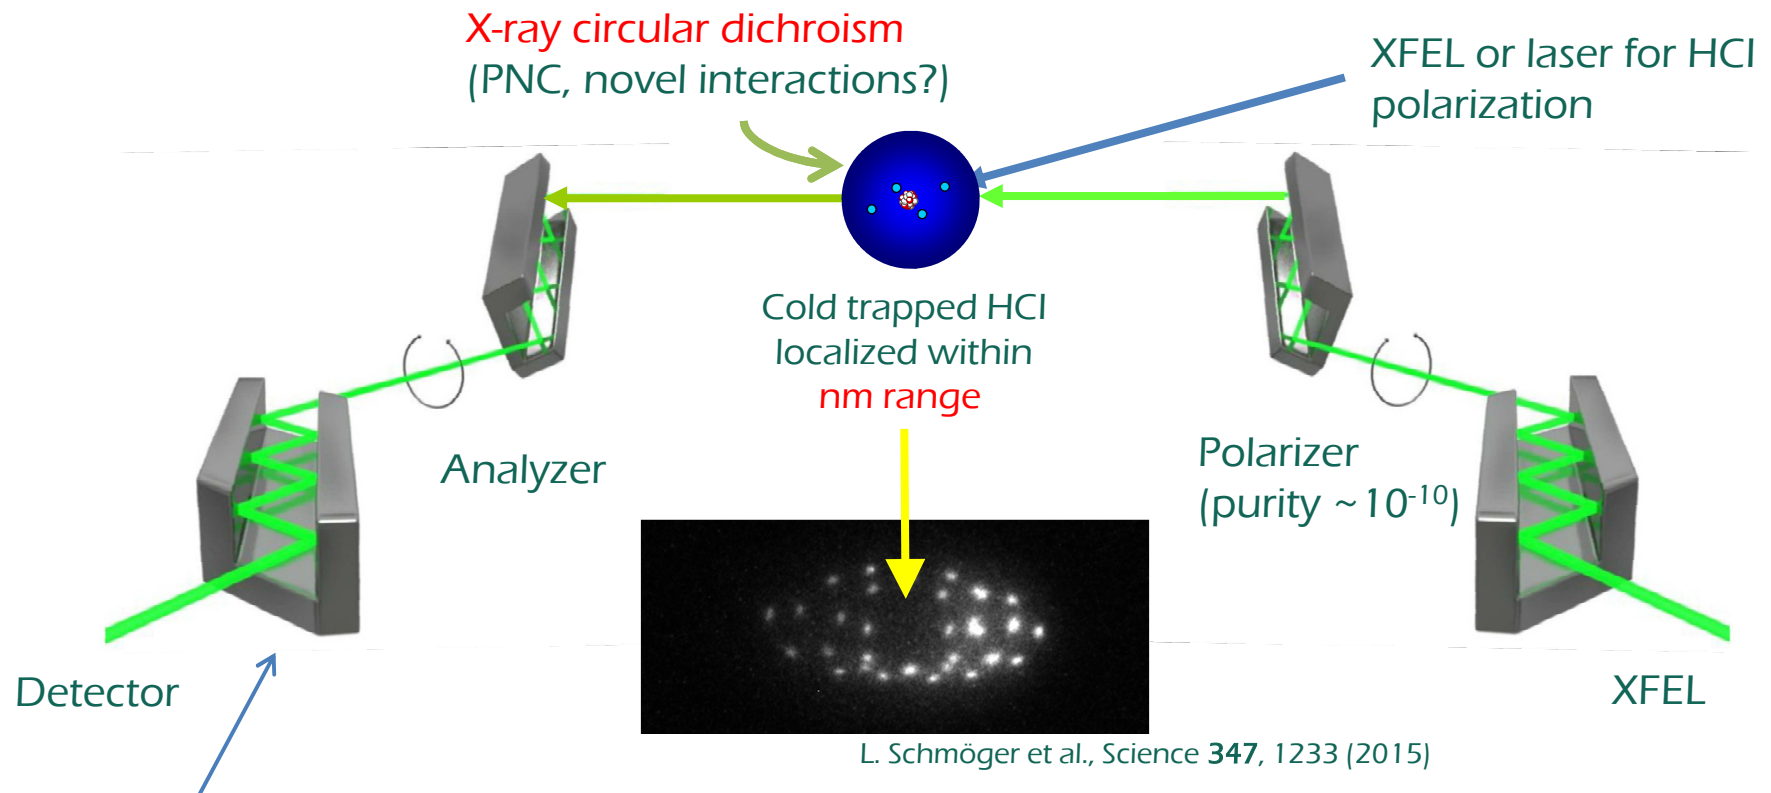 X-ray circular dichroism
(PNC, novel interactions?)
XFEL or laser for HCI
polarization
Cold trapped HCI
localized within
nm range
Analyzer
Polarizer
(purity ~10⁻¹⁰)
Detector
XFEL
L. Schmöger et al., Science 347, 1233 (2015)